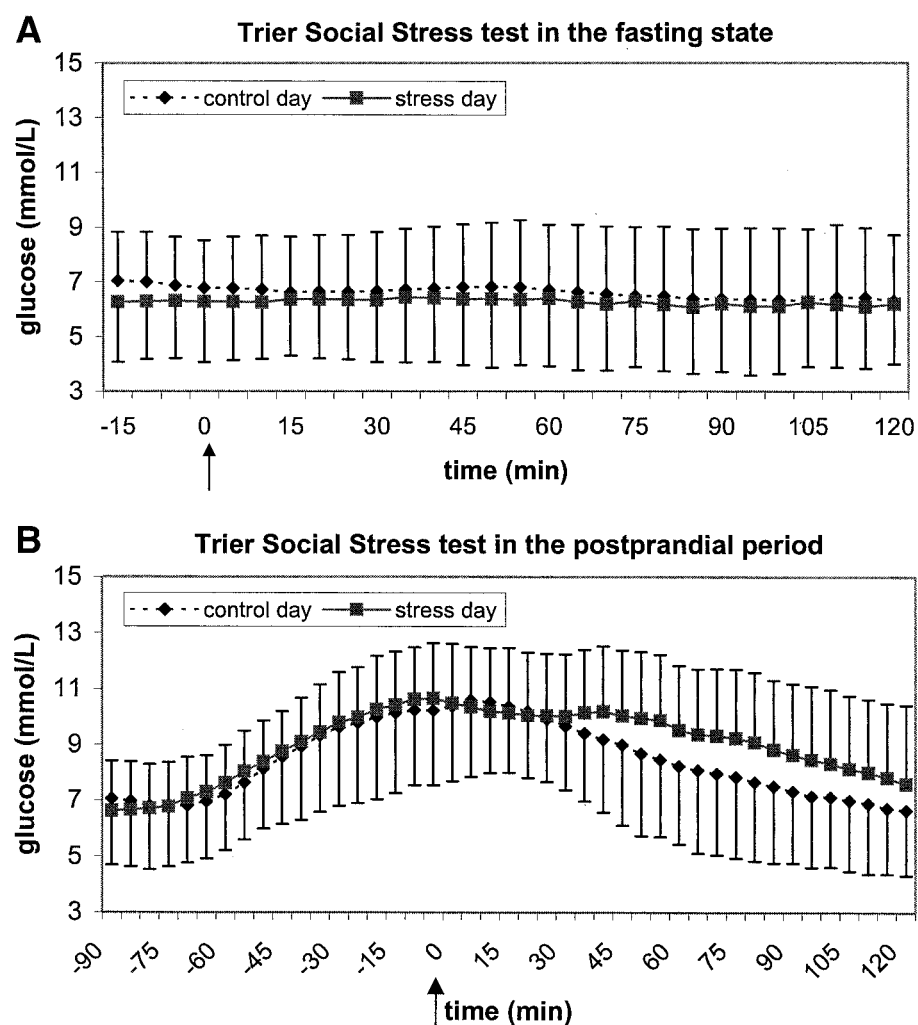 A
Trier Social Stress test in the fasting state
15
13
11
9
7
5
3
glucose (mmol/L)
control day
stress day
-15 0 15 30 45 60 75 90 105 120
time (min)
B
Trier Social Stress test in the postprandial period
15
13
11
9
7
5
3
glucose (mmol/L)
control day
stress day
-90 -75 -60 -45 -30 -15 0 15 30 45 60 75 90 105 120
time (min)